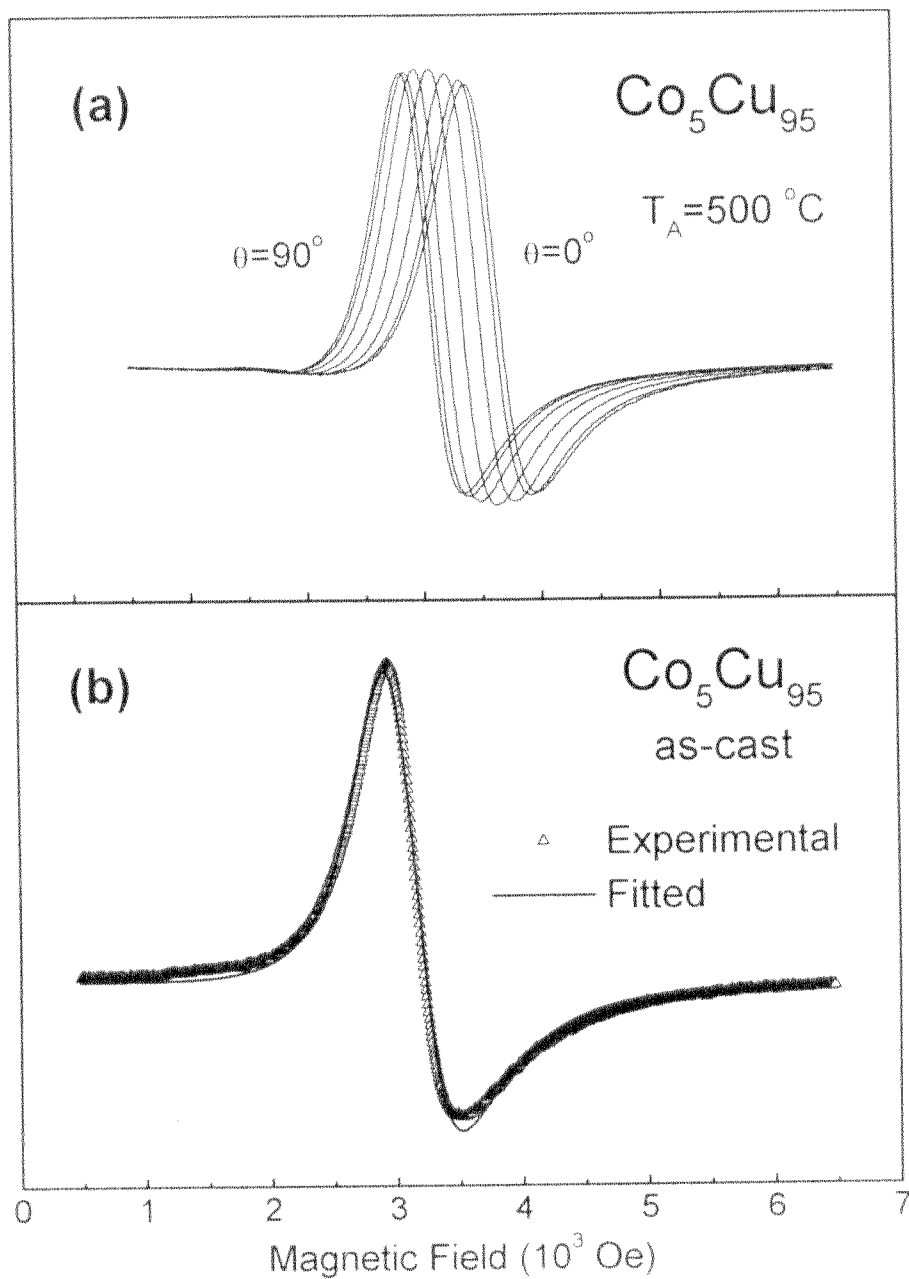 (a)
Co₅Cu₉₅
T_A=500 °C
θ=90°
θ=0°
(b)
Co₅Cu₉₅
as-cast
Experimental
Fitted
0 1 2 3 4 5 6 7
Magnetic Field (10³ Oe)